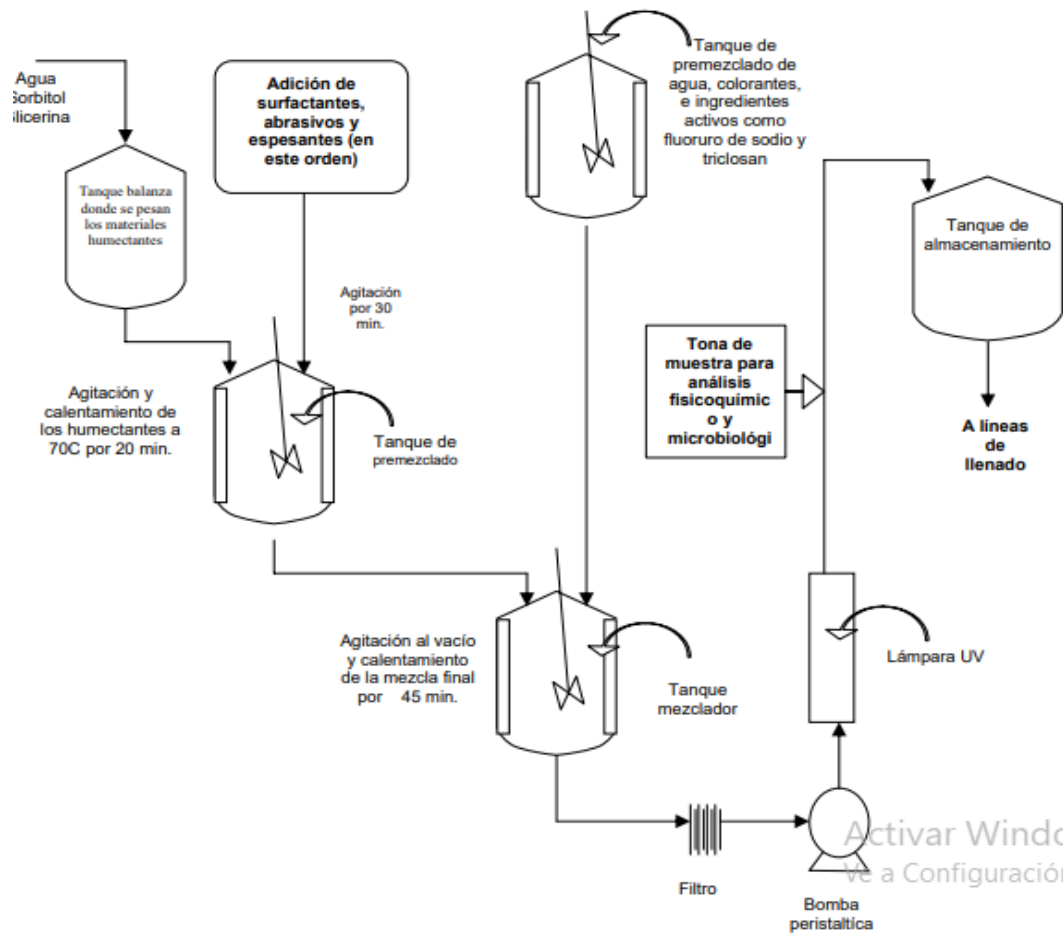 Agua
Sorbitol
licerina
Tanque balanza
donde se pesan
los materiales
humectantes
Adición de
surfactantes,
abrasivos y
espesantes (en
este orden)
Tanque de
premezclado de
agua, colorantes,
e ingredientes
activos como
fluoruro de sodio y
triclosan
Tanque de
almacenamiento
Agitación
por 30
min.
Agitación y
calentamiento de
los humectantes a
70C por 20 min.
Tanque de
premezclado
Tona de
muestra para
análisis
fisicoquímic
o y
microbiológi
A líneas
de
llenado
Agitación al vacío
y calentamiento
de la mezcla final
por 45 min.
Tanque
mezclador
Lámpara UV
Filtro
Bomba
peristaltíca
Activar Windo
Ve a Configuración